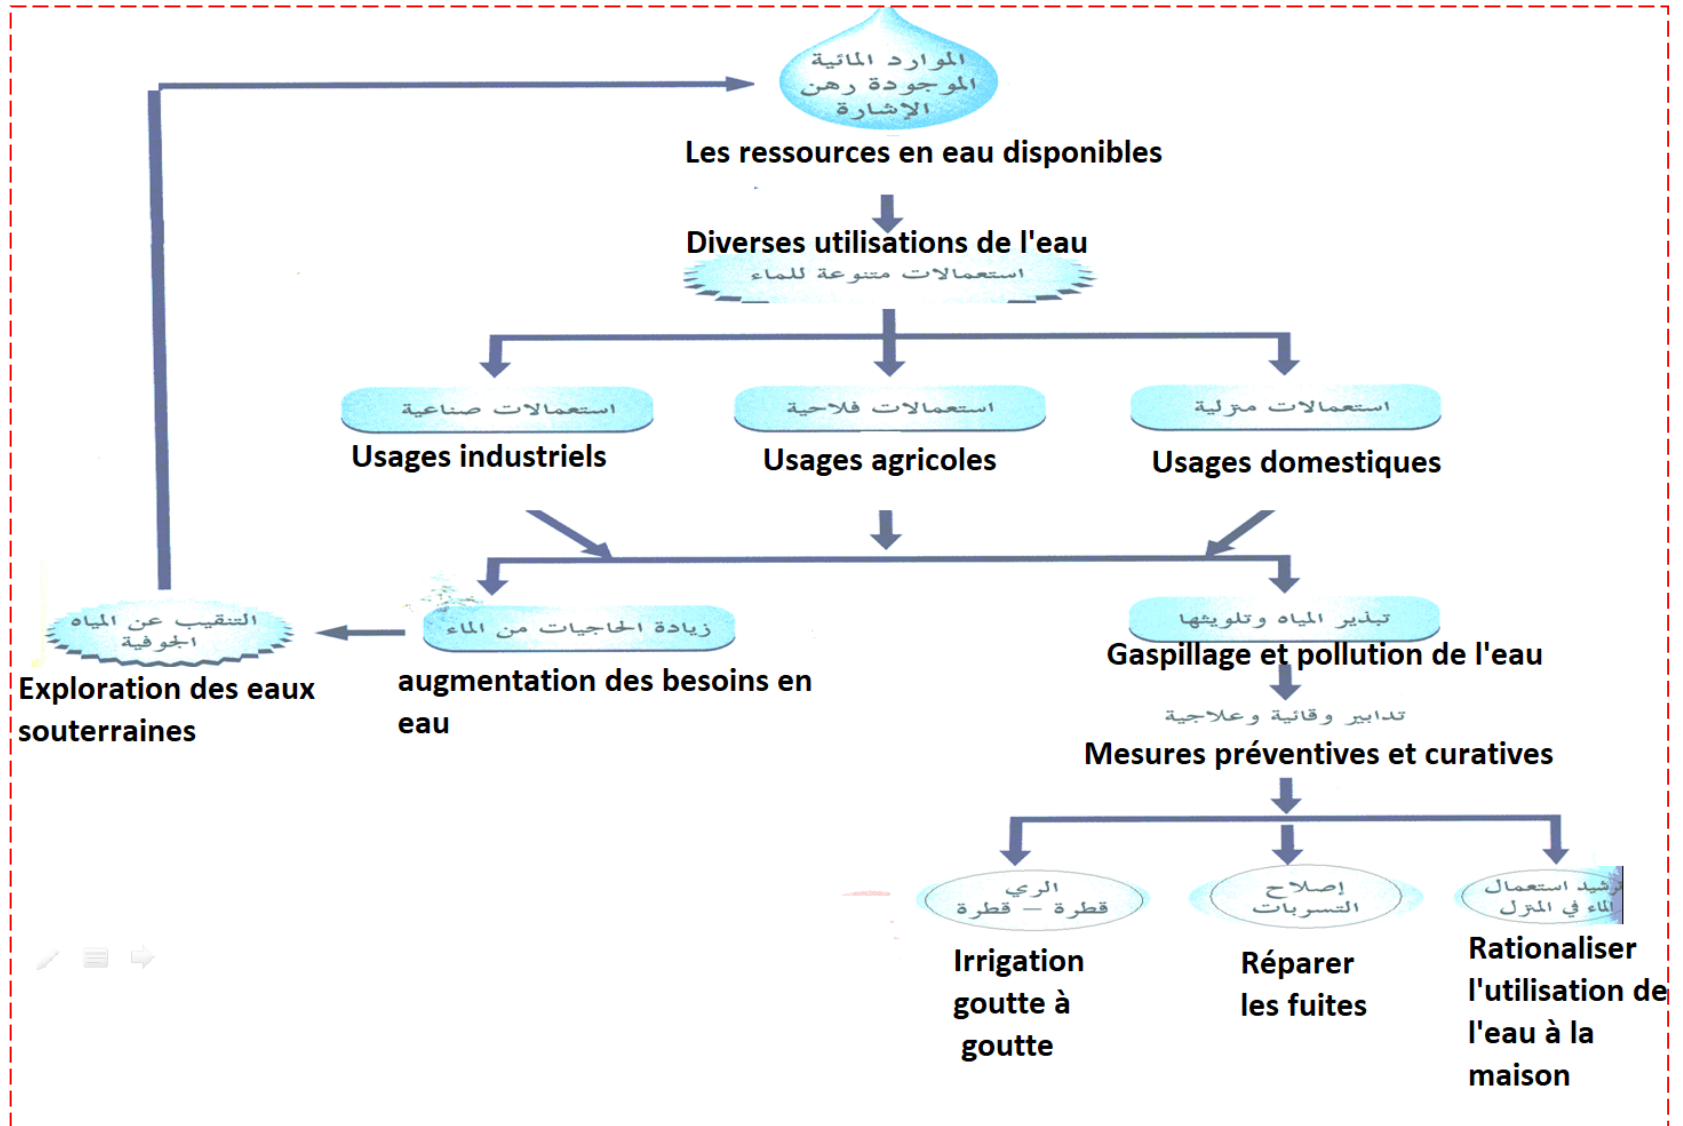 الموارد المائية
الموجودة رهن
الإشارة
Les ressources en eau disponibles
Diverses utilisations de l'eau
استعمالات متنوعة للماء
استعمالات صناعية
استعمالات فلاحية
استعمالات منزلية
Usages industriels
Usages agricoles
Usages domestiques
التنقيب عن المياه
الجوفية
زيادة الحاجيات من الماء
تبذير المياه وتلويثها
Exploration des eaux
souterraines
augmentation des besoins en
eau
Gaspillage et pollution de l'eau
تدابير وقائية وعلاجية
Mesures préventives et curatives
الري
قطرة – قطرة
إصلاح
التسربات
ترشيد استعمال
الماء في المنزل
Irrigation
goutte à
goutte
Réparer
les fuites
Rationaliser
l'utilisation de
l'eau à la
maison